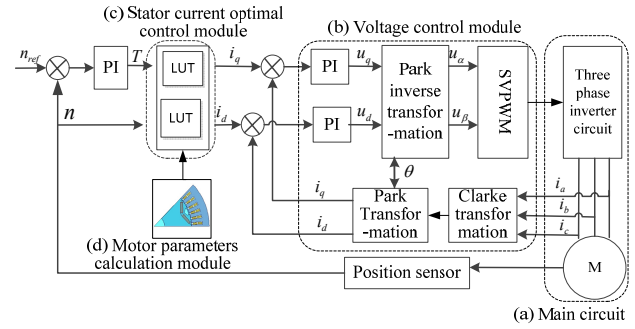 (c) Stator current optimal
control module
(b) Voltage control module
n_ref
PI
T
LUT
LUT
i_q
i_d
PI
PI
u_q
u_d
Park
inverse
transfor
-mation
u_α
u_β
SVPWM
Three
phase
inverter
circuit
n
θ
i_q
i_d
Park
Transfor
-mation
Clarke
transfor
mation
i_a
i_b
i_c
(d) Motor parameters
calculation module
Position sensor
M
(a) Main circuit